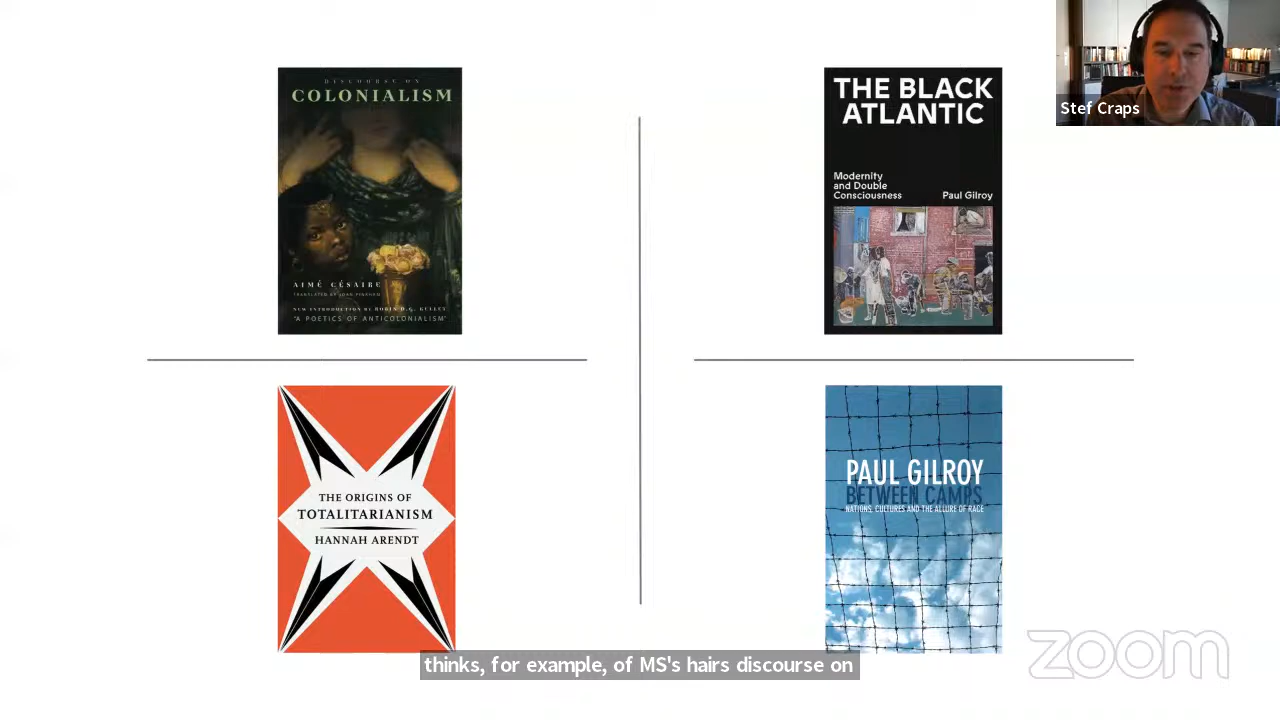 DISCOURSE ON
COLONIALISM
AIMÉ CÉSAIRE
TRANSLATED BY JOAN PINKHAM
NEW INTRODUCTION BY ROBIN D.G. KELLEY
"A POETICS OF ANTICOLONIALISM"
THE BLACK
ATLANTIC
Modernity
and Double
Consciousness
Paul Gilroy
Stef Craps
THE ORIGINS OF
TOTALITARIANISM
HANNAH ARENDT
PAUL GILROY
BETWEEN CAMPS
NATIONS, CULTURES AND THE ALLURE OF RACE
thinks, for example, of MS's hairs discourse on
zoom